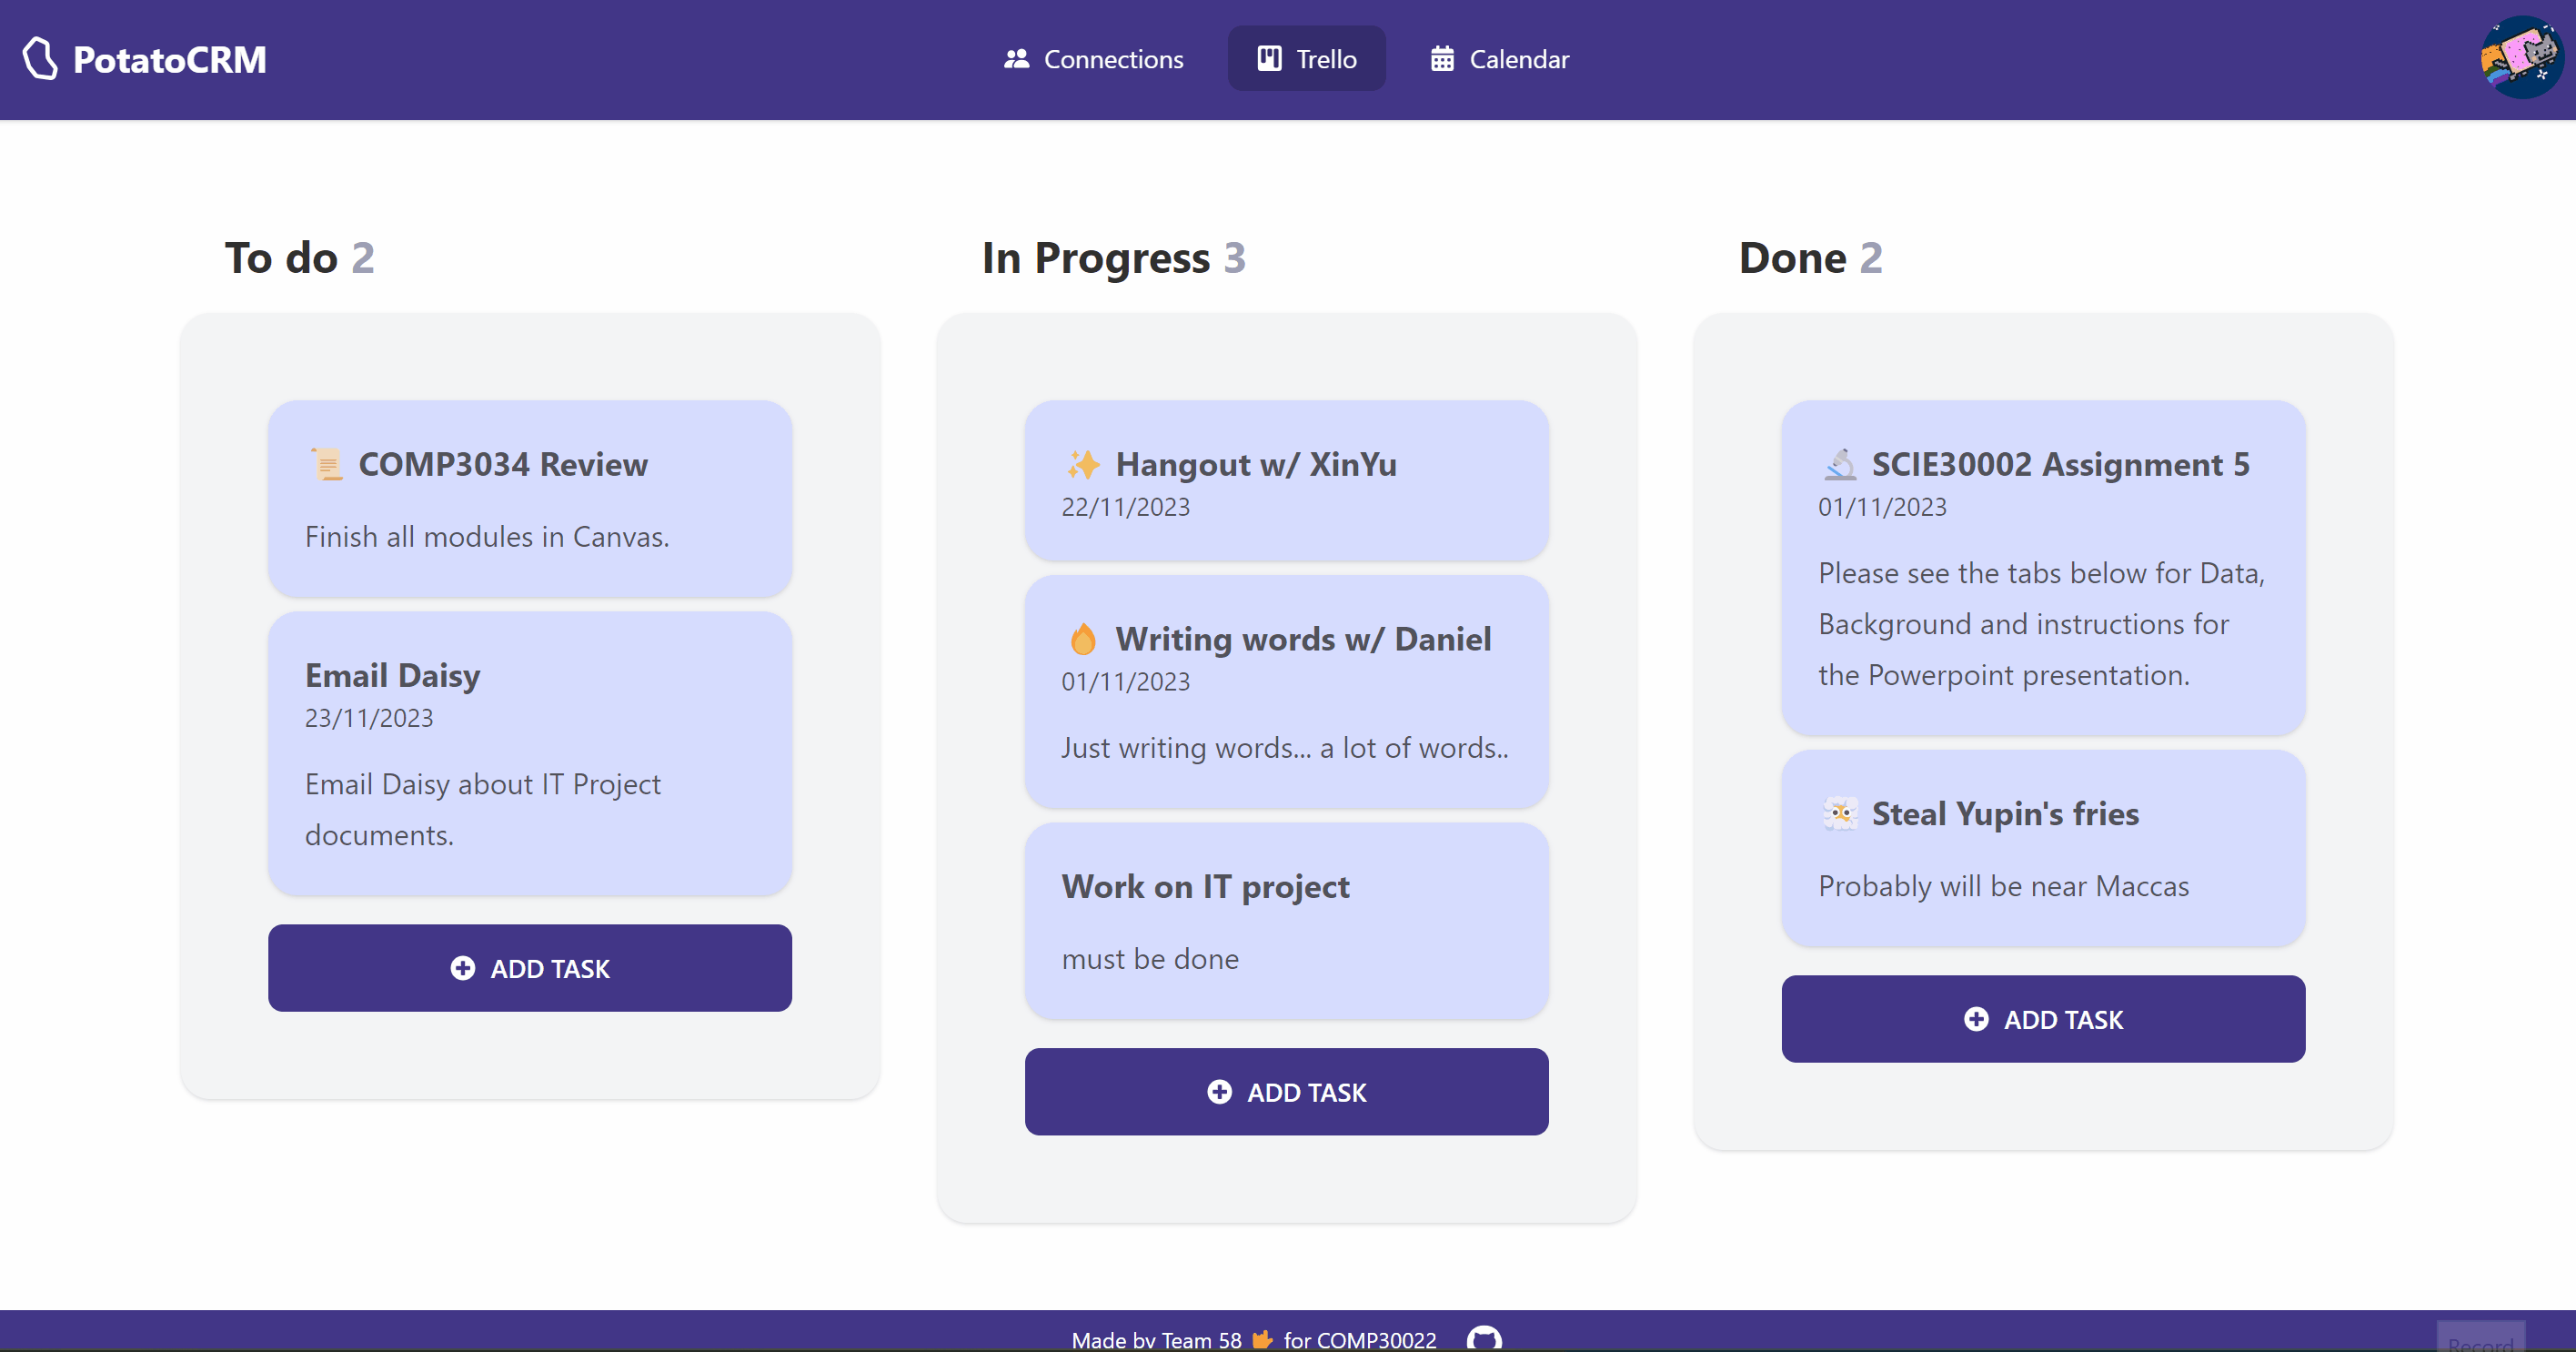 PotatoCRM
Connections
Trello
Calendar
To do 2
COMP3034 Review
Finish all modules in Canvas.
Email Daisy
23/11/2023
Email Daisy about IT Project
documents.
ADD TASK
In Progress 3
Hangout w/ XinYu
22/11/2023
Writing words w/ Daniel
01/11/2023
Just writing words... a lot of words..
Work on IT project
must be done
ADD TASK
Done 2
SCIE30002 Assignment 5
01/11/2023
Please see the tabs below for Data,
Background and instructions for
the Powerpoint presentation.
Steal Yupin's fries
Probably will be near Maccas
ADD TASK
Made by Team 58 🤟 for COMP30022
Record